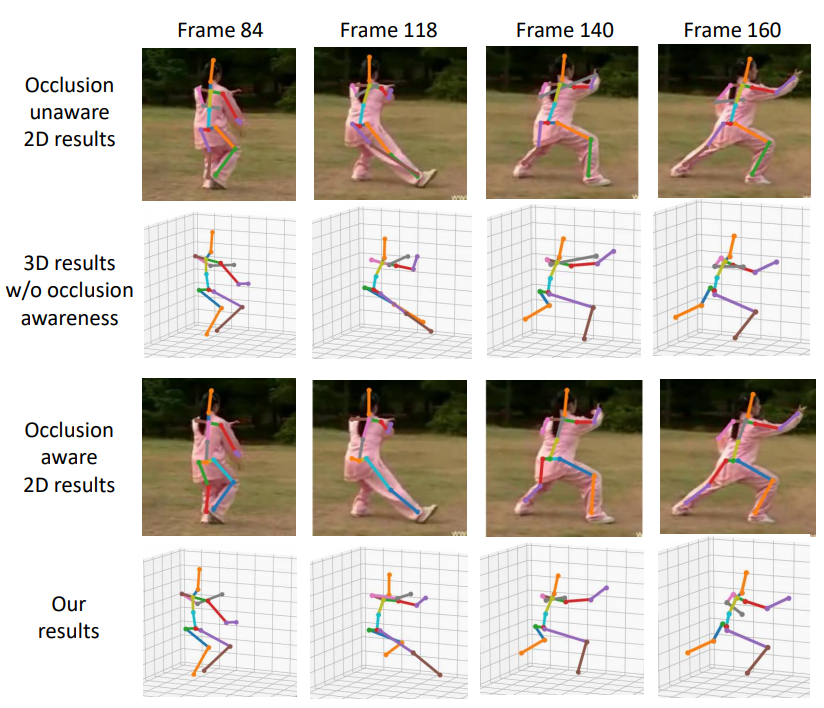 Frame 84 Frame 118 Frame 140 Frame 160
Occlusion
unaware
2D results
ww
3D results
w/o occlusion
awareness
Occlusion
aware
2D results
Our
results